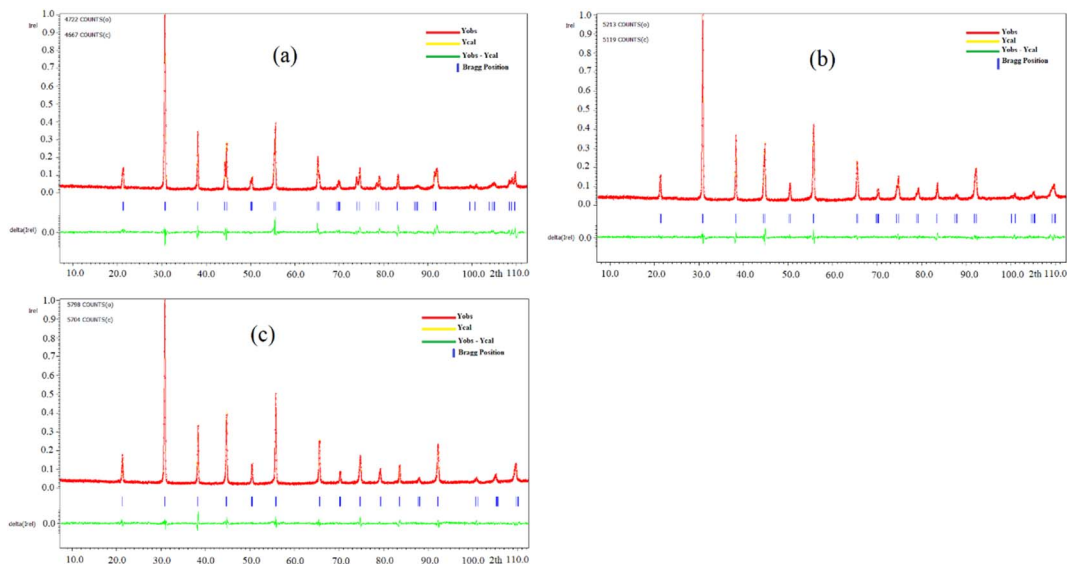 4722 COUNTS(o)
Irel
4667 COUNTS(c)
(a)
Yobs
Ycal
Yobs - Ycal
Bragg Position
1.0
0.9
0.8
0.7
0.6
0.5
0.4
0.3
0.2
0.1
0.0
delta(Irel) 0.0
10.0 20.0 30.0 40.0 50.0 60.0 70.0 80.0 90.0 100.0 2th 110.0
5213 COUNTS(o)
Irel
5119 COUNTS(c)
(b)
Yobs
Ycal
Yobs - Ycal
Bragg Position
1.0
0.9
0.8
0.7
0.6
0.5
0.4
0.3
0.2
0.1
0.0
delta(Irel) 0.0
10.0 20.0 30.0 40.0 50.0 60.0 70.0 80.0 90.0 100.0 2th 110.0
5798 COUNTS(o)
Irel
5704 COUNTS(c)
(c)
Yobs
Ycal
Yobs - Ycal
Bragg Position
1.0
0.9
0.8
0.7
0.6
0.5
0.4
0.3
0.2
0.1
0.0
delta(Irel) 0.0
10.0 20.0 30.0 40.0 50.0 60.0 70.0 80.0 90.0 100.0 2th 110.0